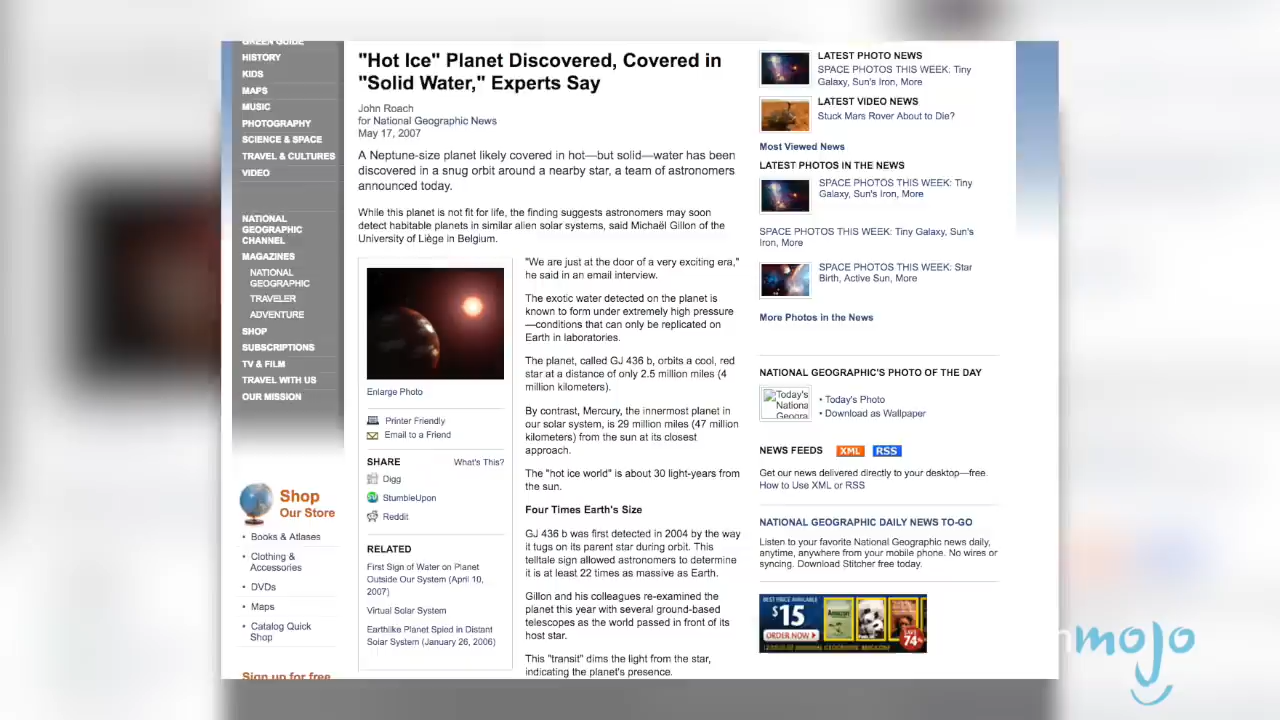 GREEN GUIDE
HISTORY
KIDS
MAPS
MUSIC
PHOTOGRAPHY
SCIENCE & SPACE
TRAVEL & CULTURES
VIDEO
NATIONAL
GEOGRAPHIC
CHANNEL
MAGAZINES
NATIONAL
GEOGRAPHIC
TRAVELER
ADVENTURE
SHOP
SUBSCRIPTIONS
TV & FILM
TRAVEL WITH US
OUR MISSION
Shop
Our Store
• Books & Atlases
• Clothing &
Accessories
• DVDs
• Maps
• Catalog Quick
Shop
Sign up for free
"Hot Ice" Planet Discovered, Covered in
"Solid Water," Experts Say
John Roach
for National Geographic News
May 17, 2007
A Neptune-size planet likely covered in hot—but solid—water has been
discovered in a snug orbit around a nearby star, a team of astronomers
announced today.
While this planet is not fit for life, the finding suggests astronomers may soon
detect habitable planets in similar alien solar systems, said Michaël Gillon of the
University of Liège in Belgium.
Enlarge Photo
Printer Friendly
Email to a Friend
SHARE What's This?
Digg
StumbleUpon
Reddit
RELATED
First Sign of Water on Planet
Outside Our System (April 10,
2007)
Virtual Solar System
Earthlike Planet Spied in Distant
Solar System (January 26, 2006)
"We are just at the door of a very exciting era,"
he said in an email interview.
The exotic water detected on the planet is
known to form under extremely high pressure
—conditions that can only be replicated on
Earth in laboratories.
The planet, called GJ 436 b, orbits a cool, red
star at a distance of only 2.5 million miles (4
million kilometers).
By contrast, Mercury, the innermost planet in
our solar system, is 29 million miles (47 million
kilometers) from the sun at its closest
approach.
The "hot ice world" is about 30 light-years from
the sun.
Four Times Earth's Size
GJ 436 b was first detected in 2004 by the way
it tugs on its parent star during orbit. This
telltale sign allowed astronomers to determine
it is at least 22 times as massive as Earth.
Gillon and his colleagues re-examined the
planet this year with several ground-based
telescopes as the world passed in front of its
host star.
This "transit" dims the light from the star,
indicating the planet's presence.
LATEST PHOTO NEWS
SPACE PHOTOS THIS WEEK: Tiny
Galaxy, Sun's Iron, More
LATEST VIDEO NEWS
Stuck Mars Rover About to Die?
Most Viewed News
LATEST PHOTOS IN THE NEWS
SPACE PHOTOS THIS WEEK: Tiny
Galaxy, Sun's Iron, More
SPACE PHOTOS THIS WEEK: Tiny Galaxy, Sun's
Iron, More
SPACE PHOTOS THIS WEEK: Star
Birth, Active Sun, More
More Photos in the News
NATIONAL GEOGRAPHIC'S PHOTO OF THE DAY
Today's
Nationa
Geogra
• Today's Photo
• Download as Wallpaper
NEWS FEEDS XML RSS
Get our news delivered directly to your desktop—free.
How to Use XML or RSS
NATIONAL GEOGRAPHIC DAILY NEWS TO-GO
Listen to your favorite National Geographic news daily,
anytime, anywhere from your mobile phone. No wires or
syncing. Download Stitcher free today.
BEST PRICE AVAILABLE
$15
ORDER NOW
SAVE
74%
mojo